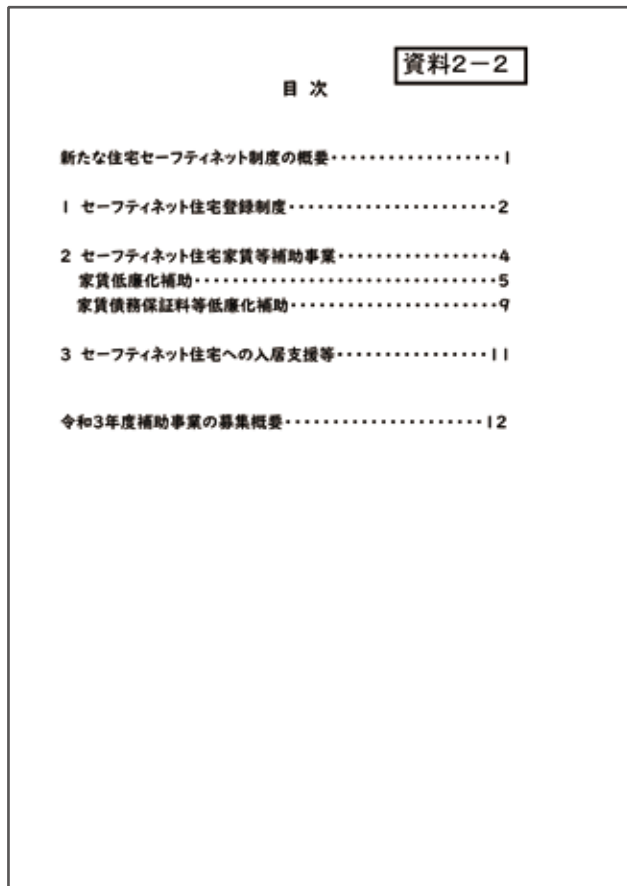 資料2－2
目 次
新たな住宅セーフティネット制度の概要・・・・・・・・・・・・・・・・・・1
1 セーフティネット住宅登録制度・・・・・・・・・・・・・・・・・・・・・・2
2 セーフティネット住宅家賃等補助事業・・・・・・・・・・・・・・・・・4
家賃低廉化補助・・・・・・・・・・・・・・・・・・・・・・・・・・・・・・・・5
家賃債務保証料等低廉化補助・・・・・・・・・・・・・・・・・・・・・・9
3 セーフティネット住宅への入居支援等・・・・・・・・・・・・・・・・11
令和3年度補助事業の募集概要・・・・・・・・・・・・・・・・・・・・・12